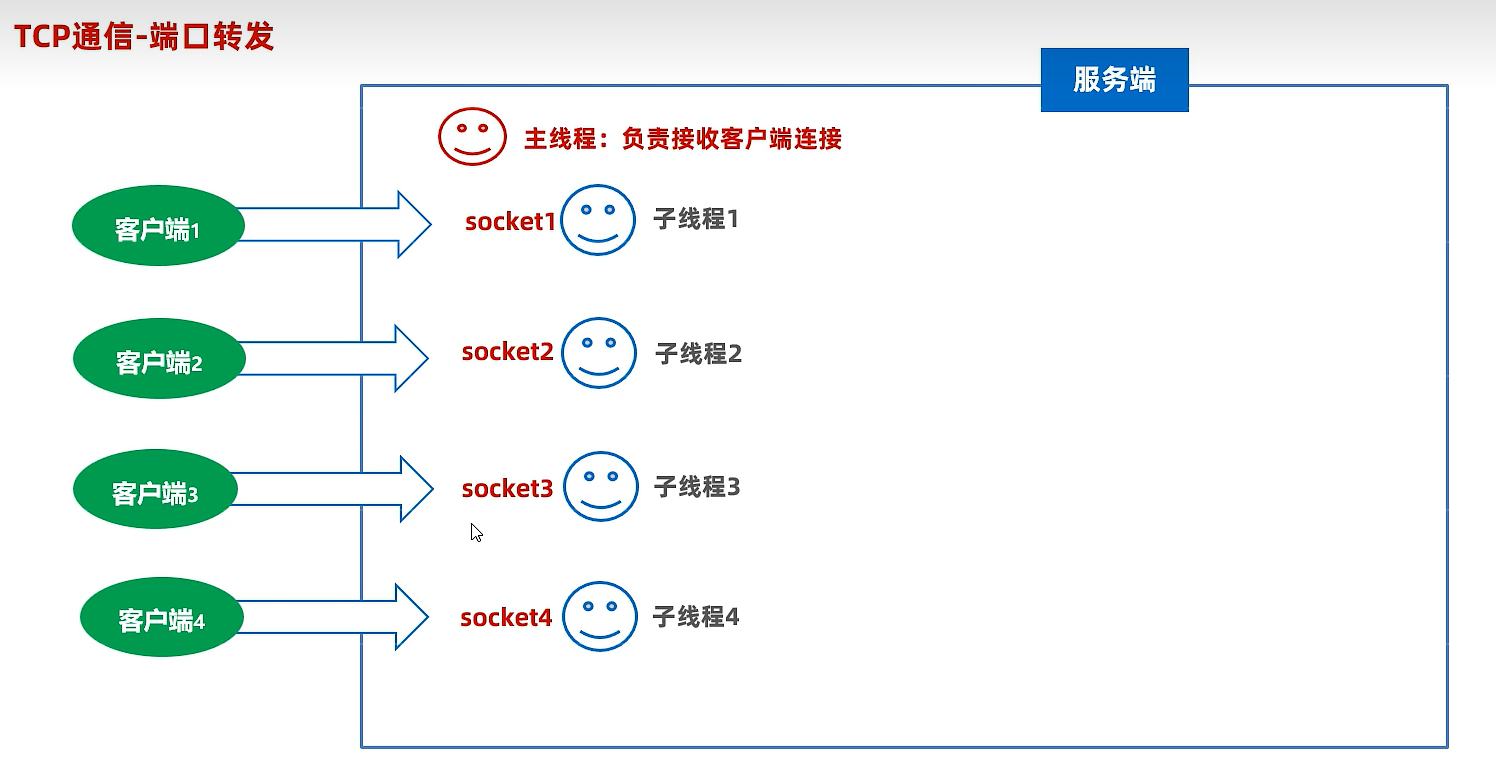 TCP通信-端口转发
服务端
主线程：负责接收客户端连接
客户端1
socket1
子线程1
客户端2
socket2
子线程2
客户端3
socket3
子线程3
客户端4
socket4
子线程4